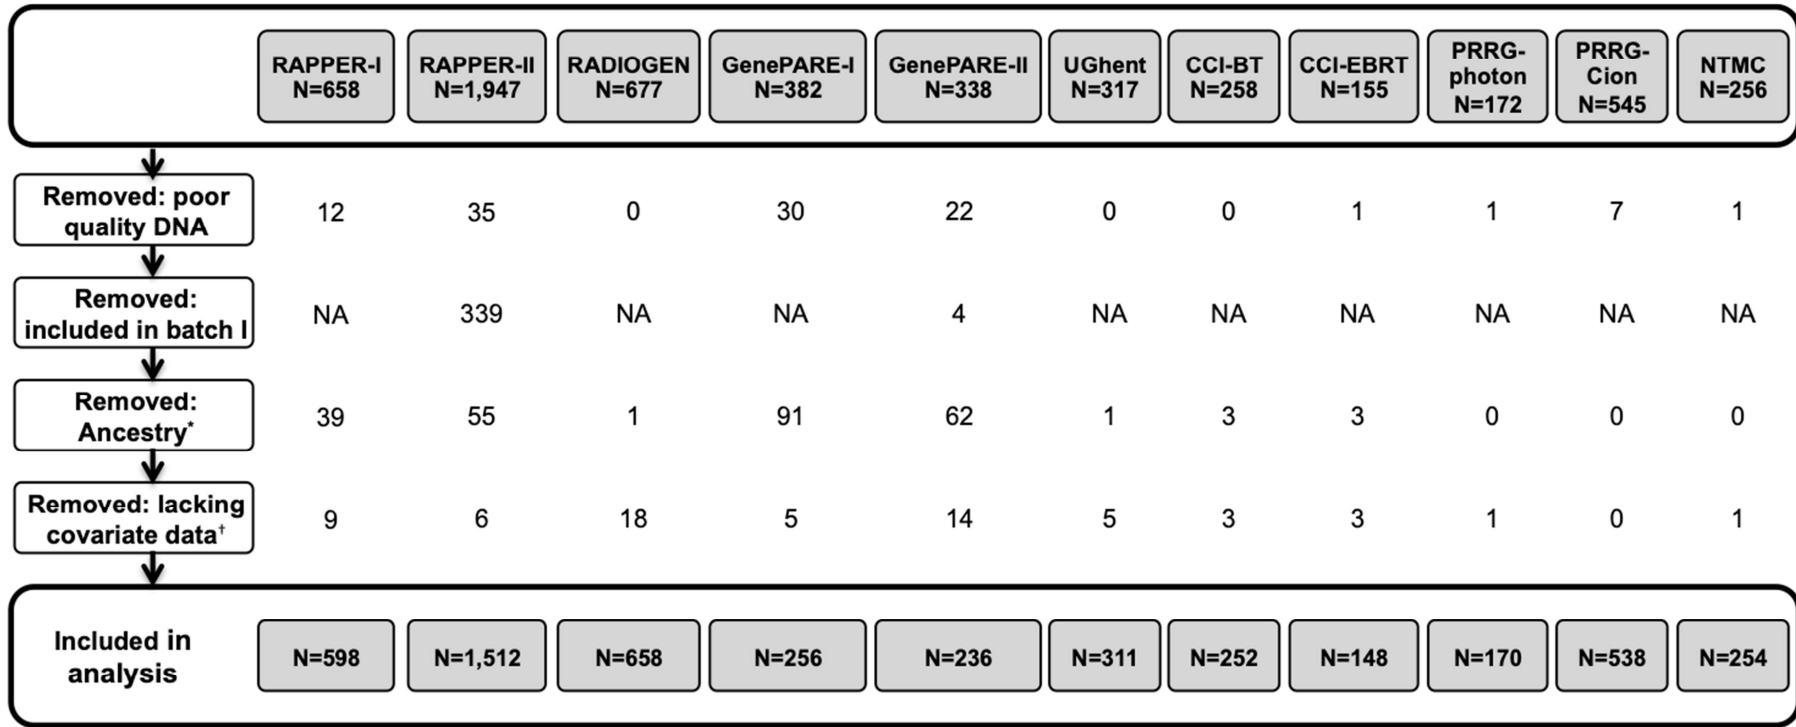 RAPPER-I
N=658
RAPPER-II
N=1,947
RADIOGEN
N=677
GenePARE-I
N=382
GenePARE-II
N=338
UGhent
N=317
CCI-BT
N=258
CCI-EBRT
N=155
PRRG-
photon
N=172
PRRG-
Cion
N=545
NTMC
N=256
Removed: poor
quality DNA
12 35 0 30 22 0 0 1 1 7 1
Removed:
included in batch I
NA 339 NA NA 4 NA NA NA NA NA NA
Removed:
Ancestry*
39 55 1 91 62 1 3 3 0 0 0
Removed: lacking
covariate data†
9 6 18 5 14 5 3 3 1 0 1
Included in
analysis
N=598 N=1,512 N=658 N=256 N=236 N=311 N=252 N=148 N=170 N=538 N=254